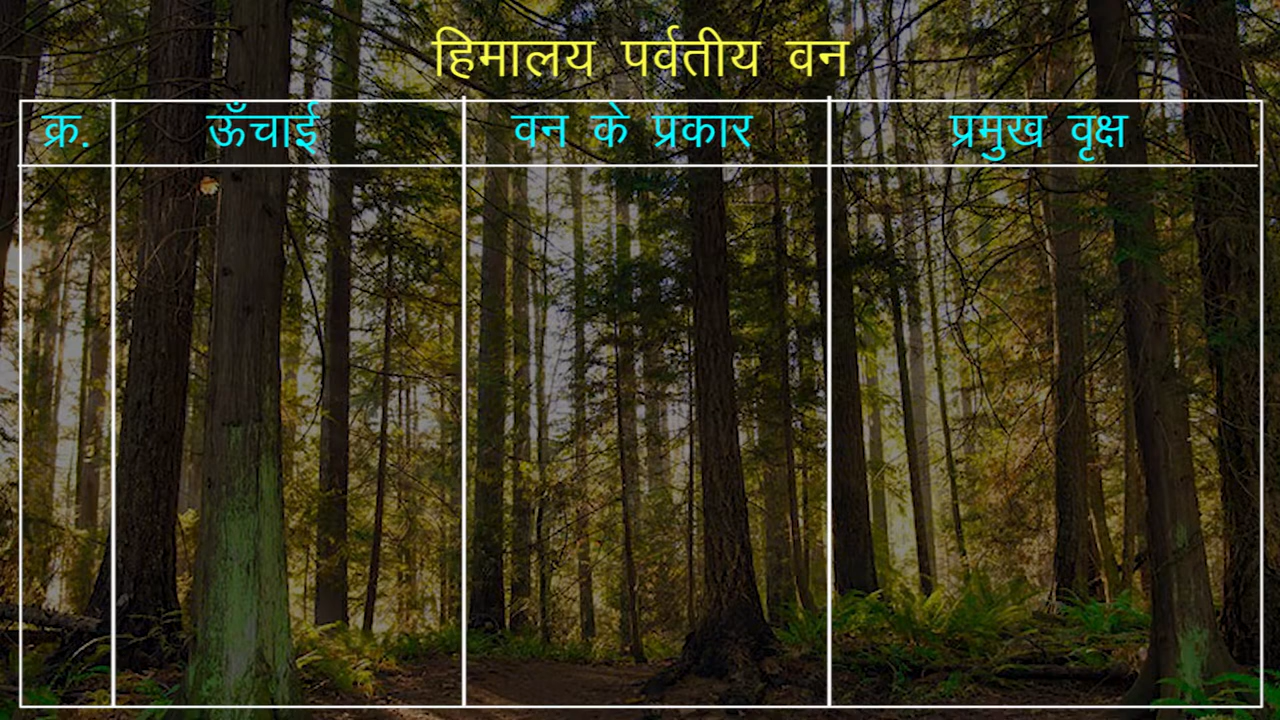 हिमालय पर्वतीय वन
क्र. ऊँचाई वन के प्रकार प्रमुख वृक्ष